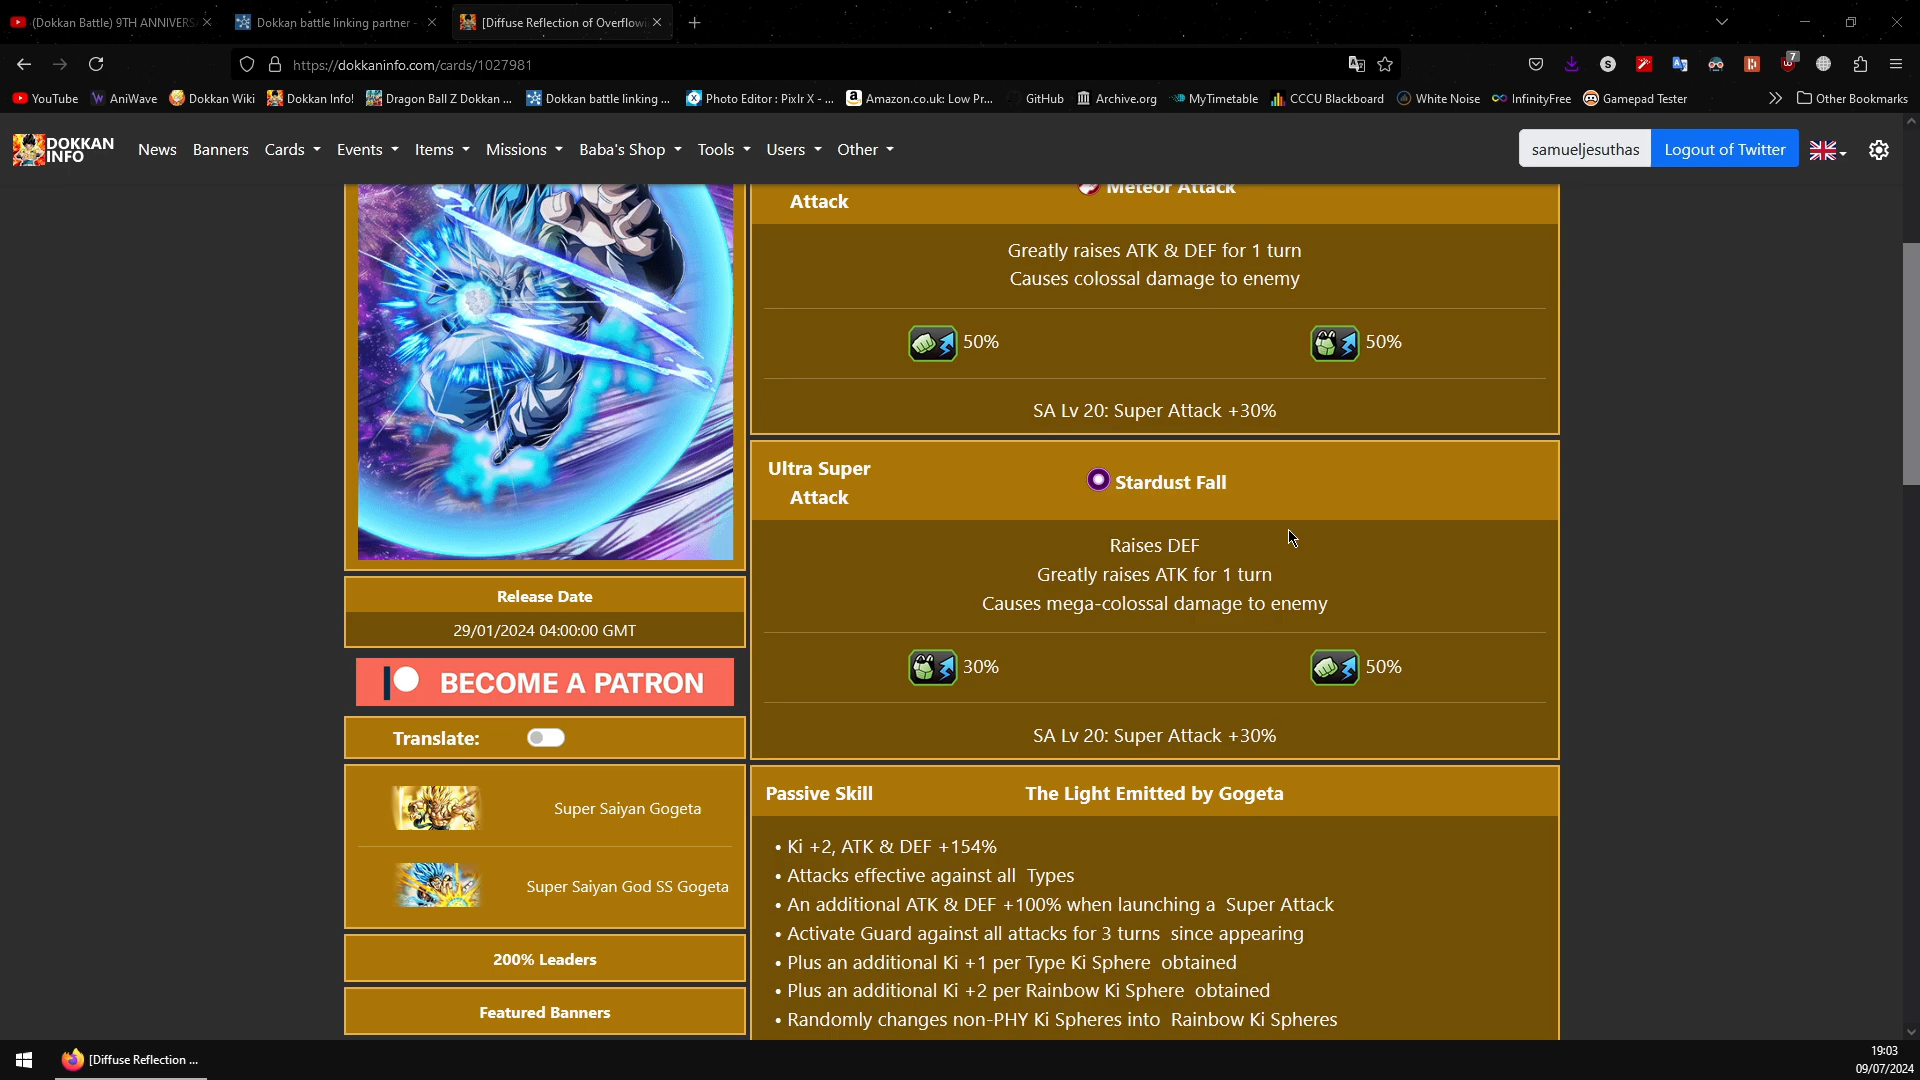 (Dokkan Battle) 9TH ANNIVERS
Dokkan battle linking partner -
[Diffuse Reflection of Overflowi
https://dokkaninfo.com/cards/1027981
7
YouTube
AniWave
Dokkan Wiki
Dokkan Info!
Dragon Ball Z Dokkan ...
Dokkan battle linking ...
Photo Editor : Pixlr X - ...
Amazon.co.uk: Low Pr...
GitHub
Archive.org
MyTimetable
CCCU Blackboard
White Noise
InfinityFree
Gamepad Tester
Other Bookmarks
DOKKAN
INFO
News
Banners
Cards
Events
Items
Missions
Baba's Shop
Tools
Users
Other
samueljesuthas
Logout of Twitter
Attack
Meteor Attack
Greatly raises ATK & DEF for 1 turn
Causes colossal damage to enemy
50%
50%
SA Lv 20: Super Attack +30%
Ultra Super
Attack
Stardust Fall
Raises DEF
Greatly raises ATK for 1 turn
Causes mega-colossal damage to enemy
30%
50%
SA Lv 20: Super Attack +30%
Release Date
29/01/2024 04:00:00 GMT
BECOME A PATRON
Translate:
Super Saiyan Gogeta
Super Saiyan God SS Gogeta
200% Leaders
Featured Banners
Passive Skill
The Light Emitted by Gogeta
• Ki +2, ATK & DEF +154%
• Attacks effective against all Types
• An additional ATK & DEF +100% when launching a Super Attack
• Activate Guard against all attacks for 3 turns since appearing
• Plus an additional Ki +1 per Type Ki Sphere obtained
• Plus an additional Ki +2 per Rainbow Ki Sphere obtained
• Randomly changes non-PHY Ki Spheres into Rainbow Ki Spheres
[Diffuse Reflection ...
19:03
09/07/2024